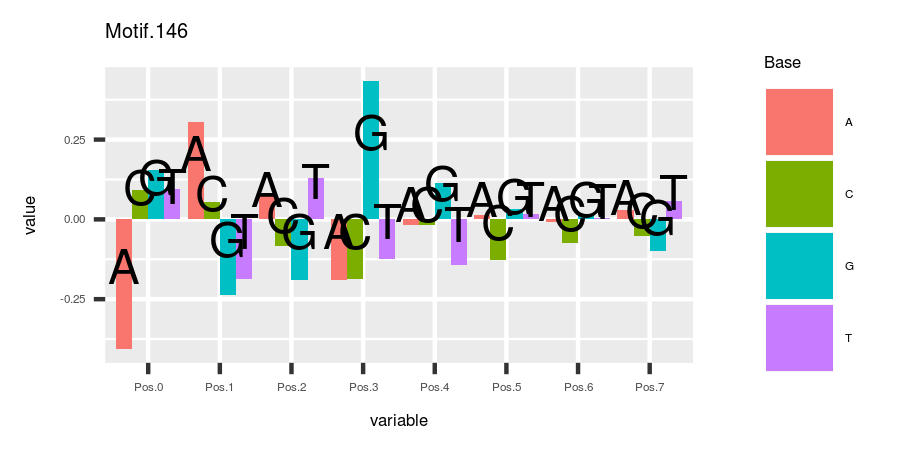 Motif.146
value
0.25
0.00
-0.25
A C G T A C G T A C G T A C G T A C G T A C G T A C G T A C G T
Pos.0 Pos.1 Pos.2 Pos.3 Pos.4 Pos.5 Pos.6 Pos.7
variable
Base
A
C
G
T